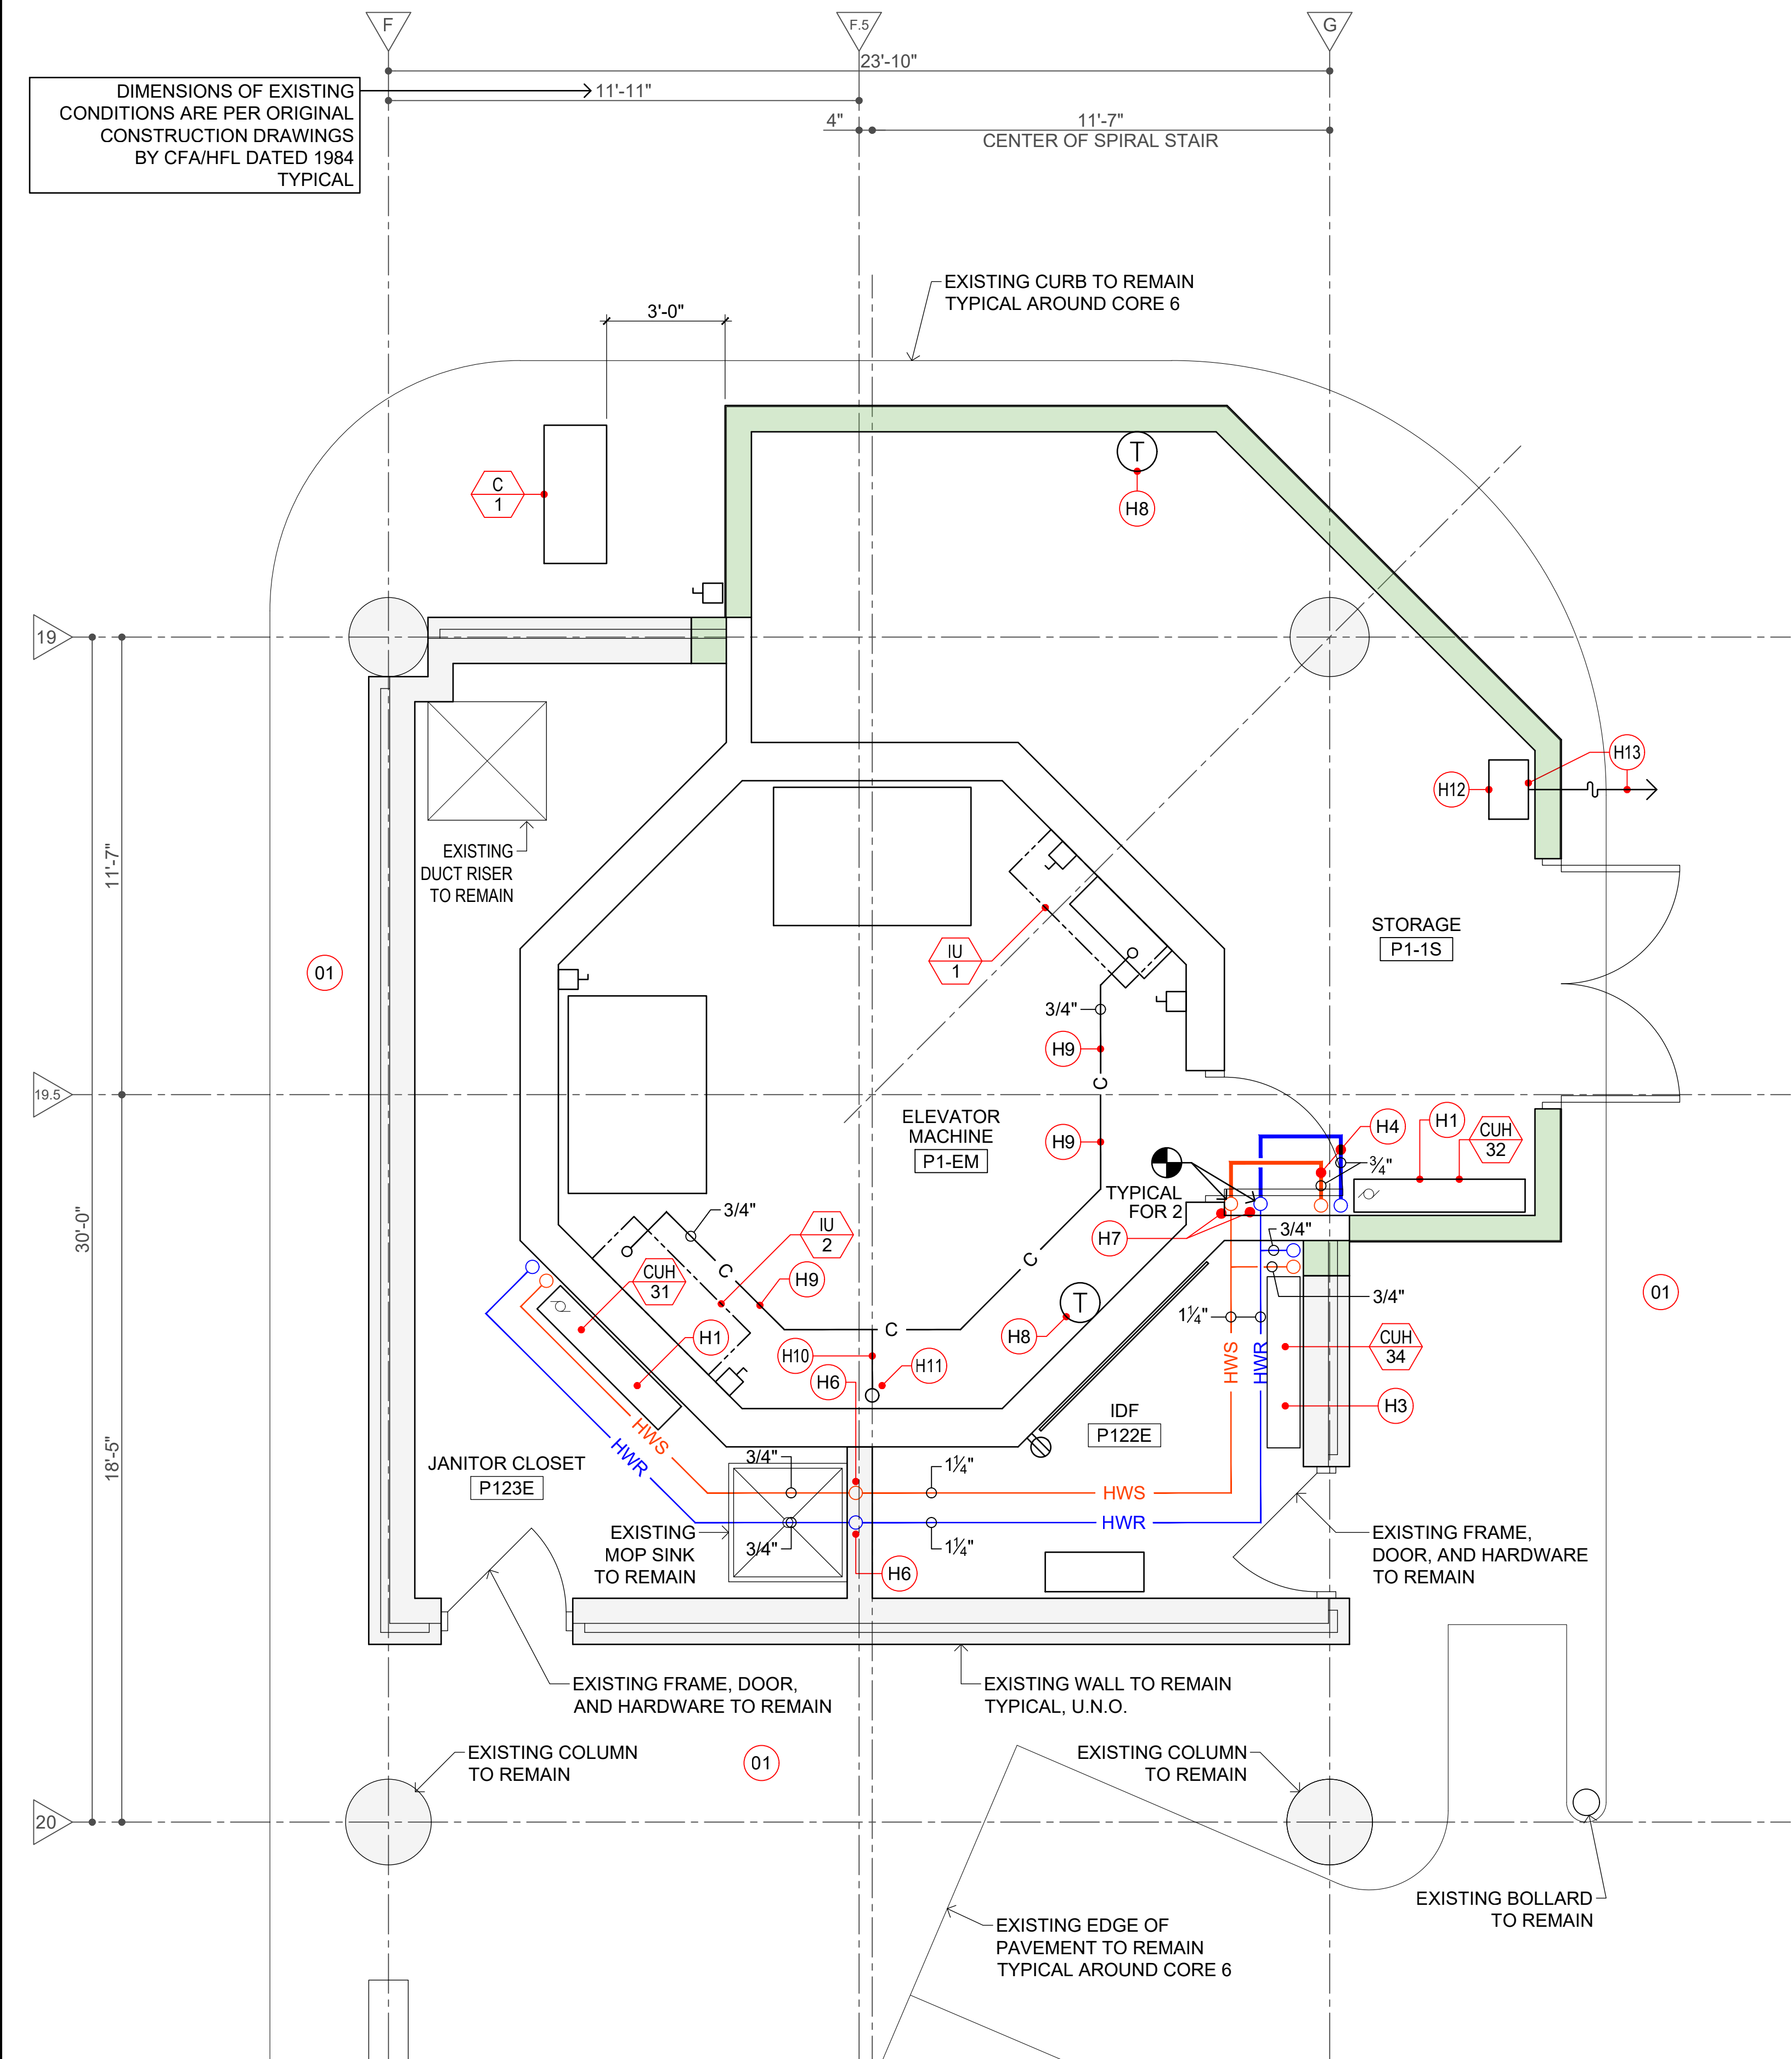 F
F.5
G
23'-10"
11'-11"
4"
11'-7"
CENTER OF SPIRAL STAIR
DIMENSIONS OF EXISTING
CONDITIONS ARE PER ORIGINAL
CONSTRUCTION DRAWINGS
BY CFA/HFL DATED 1984
TYPICAL
EXISTING CURB TO REMAIN
TYPICAL AROUND CORE 6
3'-0"
C
1
T
H8
19
H13
H12
EXISTING
DUCT RISER
TO REMAIN
11'-7"
STORAGE
P1-1S
IU
1
01
3/4"
H9
C
19.5
ELEVATOR
MACHINE
P1-EM
H9
H4
H1
CUH
32
3/4"
TYPICAL
FOR 2
30'-0"
3/4"
IU
2
H7
3/4"
C
C
CUH
31
H9
01
3/4"
T
1¼"
H8
C
H1
H10
H11
HWS
HWR
CUH
34
H6
H3
IDF
P122E
18'-5"
HWS
HWR
JANITOR CLOSET
P123E
3/4"
1¼"
HWS
HWR
EXISTING
MOP SINK
TO REMAIN
3/4"
1¼"
H6
EXISTING FRAME,
DOOR, AND HARDWARE
TO REMAIN
EXISTING FRAME, DOOR,
AND HARDWARE TO REMAIN
EXISTING WALL TO REMAIN
TYPICAL, U.N.O.
EXISTING COLUMN
TO REMAIN
01
EXISTING COLUMN
TO REMAIN
20
EXISTING BOLLARD
TO REMAIN
EXISTING EDGE OF
PAVEMENT TO REMAIN
TYPICAL AROUND CORE 6